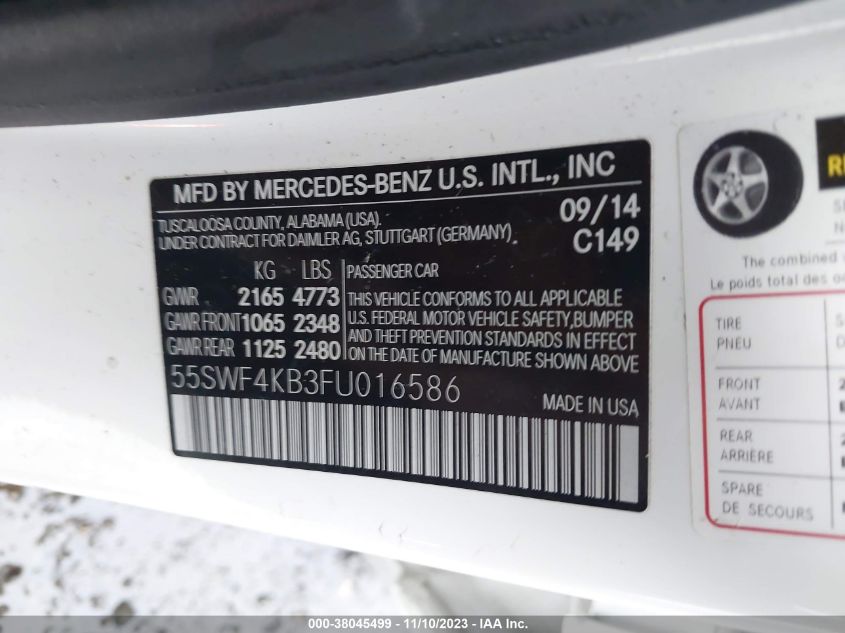 MFD BY MERCEDES-BENZ U.S. INTL., INC
TUSCALOOSA COUNTY, ALABAMA (USA).
UNDER CONTRACT FOR DAIMLER AG, STUTTGART (GERMANY).
09/14
C149
KG LBS
GVWR 2165 4773
GAWR FRONT 1065 2348
GAWR REAR 1125 2480
PASSENGER CAR
THIS VEHICLE CONFORMS TO ALL APPLICABLE
U.S. FEDERAL MOTOR VEHICLE SAFETY, BUMPER
AND THEFT PREVENTION STANDARDS IN EFFECT
ON THE DATE OF MANUFACTURE SHOWN ABOVE
55SWF4KB3FU016586
MADE IN USA
The combined
Le poids total des
TIRE
PNEU
FRONT
AVANT
REAR
ARRIÈRE
SPARE
DE SECOURS
000-38045499 - 11/10/2023 - IAA Inc.